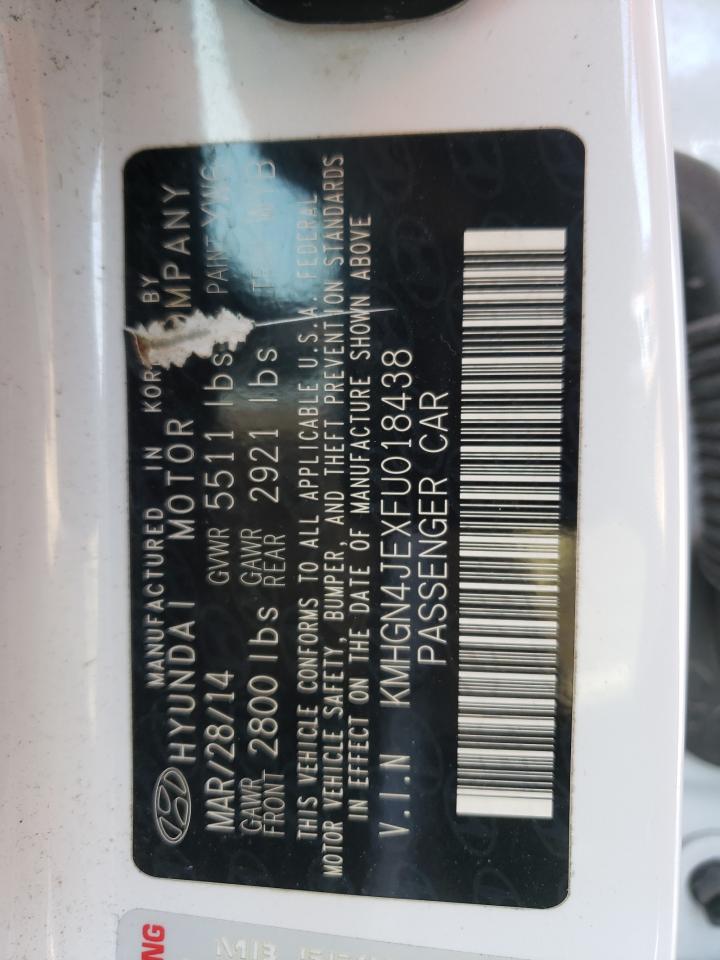 MANUFACTURED IN KOR BY
HYUNDAI MOTOR COMPANY
MAR/28/14 GVWR 5511 lbs PAINT YW6
GAWR FRONT 2800 lbs GAWR REAR 2921 lbs
THIS VEHICLE CONFORMS TO ALL APPLICABLE U.S.A. FEDERAL
MOTOR VEHICLE SAFETY, BUMPER, AND THEFT PREVENTION STANDARDS
IN EFFECT ON THE DATE OF MANUFACTURE SHOWN ABOVE
V.I.N KMHGN4JEXFU018438
PASSENGER CAR